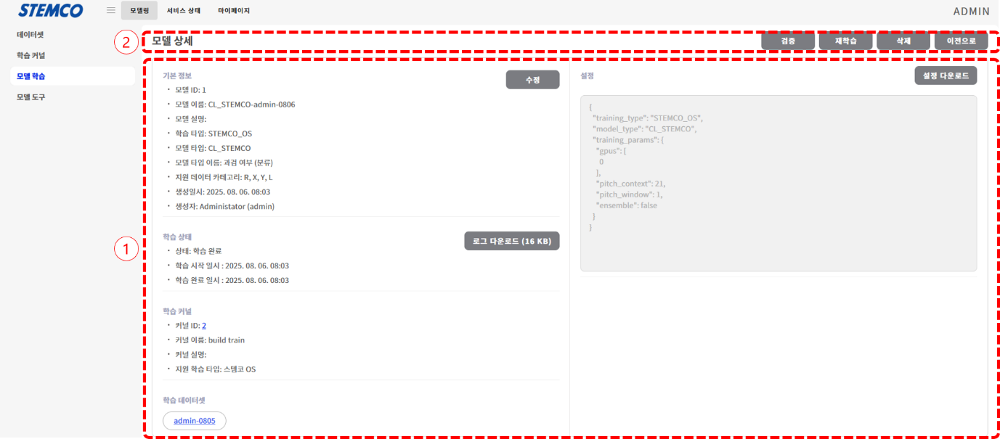 STEMCO
모델링
서비스 상태
마이페이지
ADMIN
데이터셋
학습 커널
모델 학습
모델 도구
②
모델 상세
검증
재학습
삭제
이전으로
①
기본 정보
수정
· 모델 ID: 1
· 모델 이름: CL_STEMCO-admin-0806
· 모델 설명:
· 학습 타입: STEMCO_OS
· 모델 타입: CL_STEMCO
· 모델 타입 이름: 과검 여부 (분류)
· 지원 데이터 카테고리: R, X, Y, L
· 생성일시: 2025. 08. 06. 08:03
· 생성자: Administator (admin)
학습 상태
로그 다운로드 (16 KB)
· 상태: 학습 완료
· 학습 시작 일시 : 2025. 08. 06. 08:03
· 학습 완료 일시 : 2025. 08. 06. 08:03
학습 커널
· 커널 ID: 2
· 커널 이름: build train
· 커널 설명:
· 지원 학습 타입: 스템코 OS
학습 데이터셋
admin-0805
설정
설정 다운로드
{
"training_type": "STEMCO_OS",
"model_type": "CL_STEMCO",
"training_params": {
"gpus": [
0
],
"pitch_context": 21,
"pitch_window": 1,
"ensemble": false
}
}